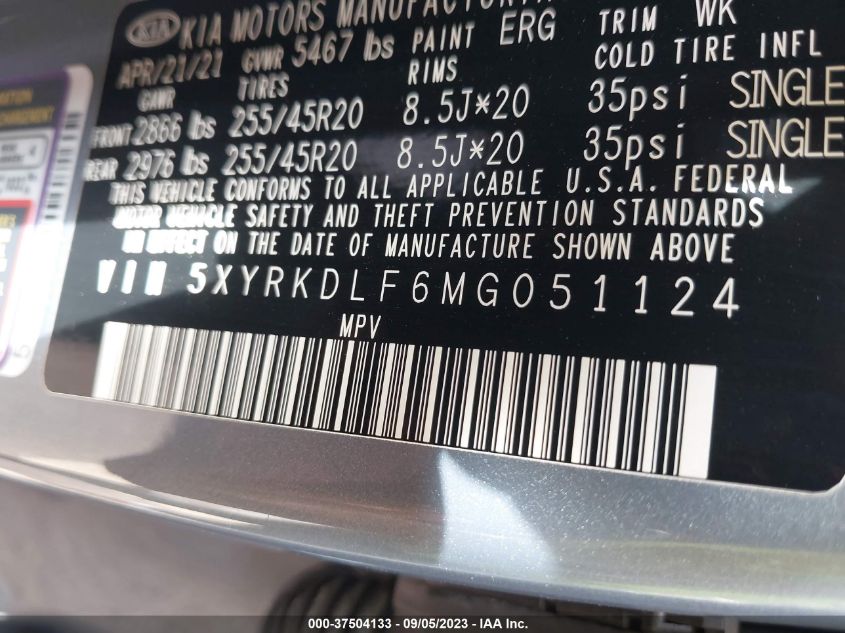 KIA KIA MOTORS MANUFACTURING
APR/21/21 GVWR 5467 lbs PAINT ERG TRIM WK
GAWR TIRES RIMS COLD TIRE INFL
FRONT 2866 lbs 255/45R20 8.5J*20 35psi SINGLE
REAR 2976 lbs 255/45R20 8.5J*20 35psi SINGLE
THIS VEHICLE CONFORMS TO ALL APPLICABLE U.S.A. FEDERAL
MOTOR VEHICLE SAFETY AND THEFT PREVENTION STANDARDS
IN EFFECT ON THE DATE OF MANUFACTURE SHOWN ABOVE
VIN 5XYRKDLF6MG051124
MPV
000-37504133 - 09/05/2023 - IAA Inc.